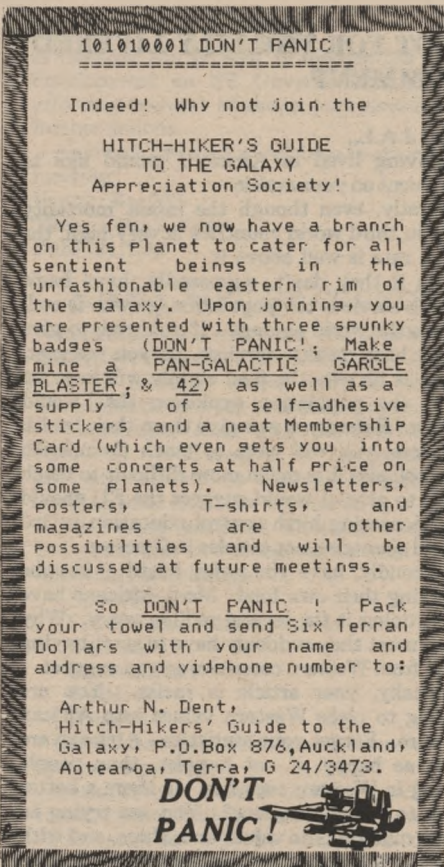 101010001 DON'T PANIC !
=======================
Indeed! Why not join the
HITCH-HIKER'S GUIDE
TO THE GALAXY
Appreciation Society!
Yes fen, we now have a branch
on this planet to cater for all
sentient beings in the
unfashionable eastern rim of
the galaxy. Upon joining, you
are presented with three spunky
badges (DON'T PANIC!; Make
mine a PAN-GALACTIC GARGLE
BLASTER; & 42) as well as a
supply of self-adhesive
stickers and a neat Membership
Card (which even gets you into
some concerts at half price on
some planets). Newsletters,
posters, T-shirts, and
magazines are other
possibilities and will be
discussed at future meetings.
So DON'T PANIC ! Pack
your towel and send Six Terran
Dollars with your name and
address and vidphone number to:
Arthur N. Dent,
Hitch-Hikers' Guide to the
Galaxy, P.O.Box 876,Auckland,
Aotearoa, Terra, G 24/3473.
DON'T
PANIC !